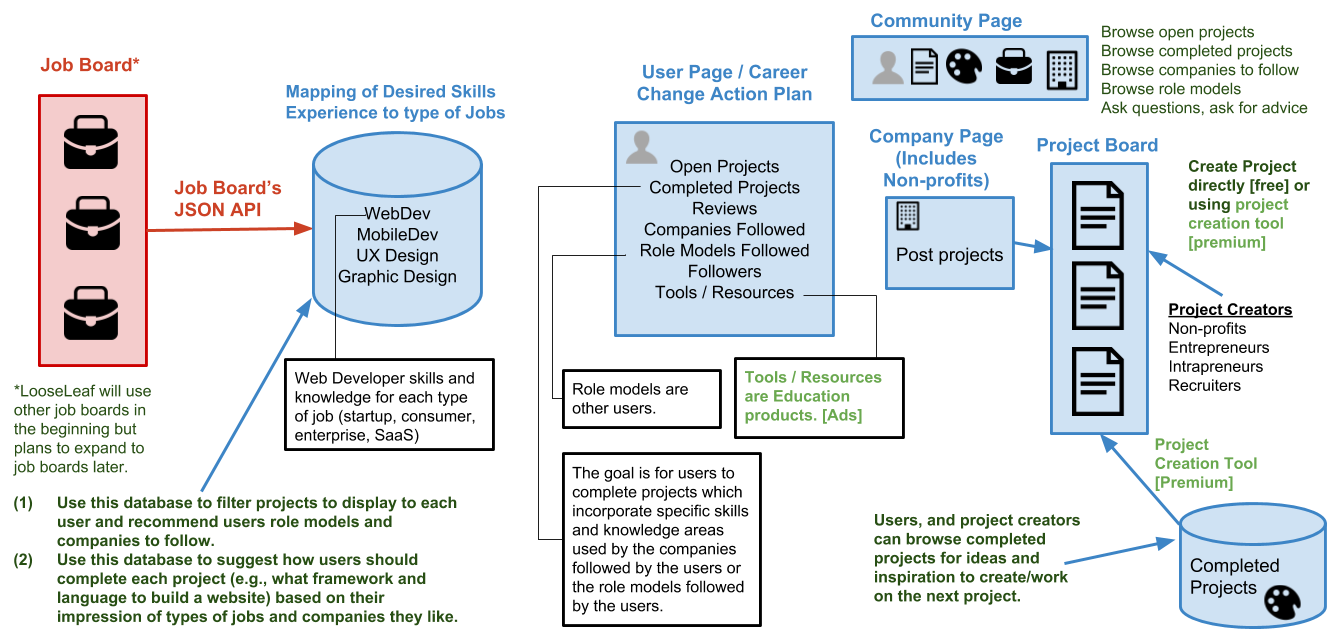 Job Board*
Job Board's
JSON API
*LooseLeaf will use
other job boards in
the beginning but
plans to expand to
job boards later.
Mapping of Desired Skills
Experience to type of Jobs
WebDev
MobileDev
UX Design
Graphic Design
Web Developer skills and
knowledge for each type
of job (startup, consumer,
enterprise, SaaS)
(1) Use this database to filter projects to display to each
user and recommend users role models and
companies to follow.
(2) Use this database to suggest how users should
complete each project (e.g., what framework and
language to build a website) based on their
impression of types of jobs and companies they like.
User Page / Career
Change Action Plan
Open Projects
Completed Projects
Reviews
Companies Followed
Role Models Followed
Followers
Tools / Resources
Role models are
other users.
Tools / Resources
are Education
products. [Ads]
The goal is for users to
complete projects which
incorporate specific skills
and knowledge areas
used by the companies
followed by the users or
the role models followed
by the users.
Community Page
Browse open projects
Browse completed projects
Browse companies to follow
Browse role models
Ask questions, ask for advice
Company Page
(Includes
Non-profits)
Post projects
Project Board
Create Project
directly [free] or
using project
creation tool
[premium]
Project Creators
Non-profits
Entrepreneurs
Intrapreneurs
Recruiters
Project
Creation Tool
[Premium]
Users, and project creators
can browse completed
projects for ideas and
inspiration to create/work
on the next project.
Completed
Projects